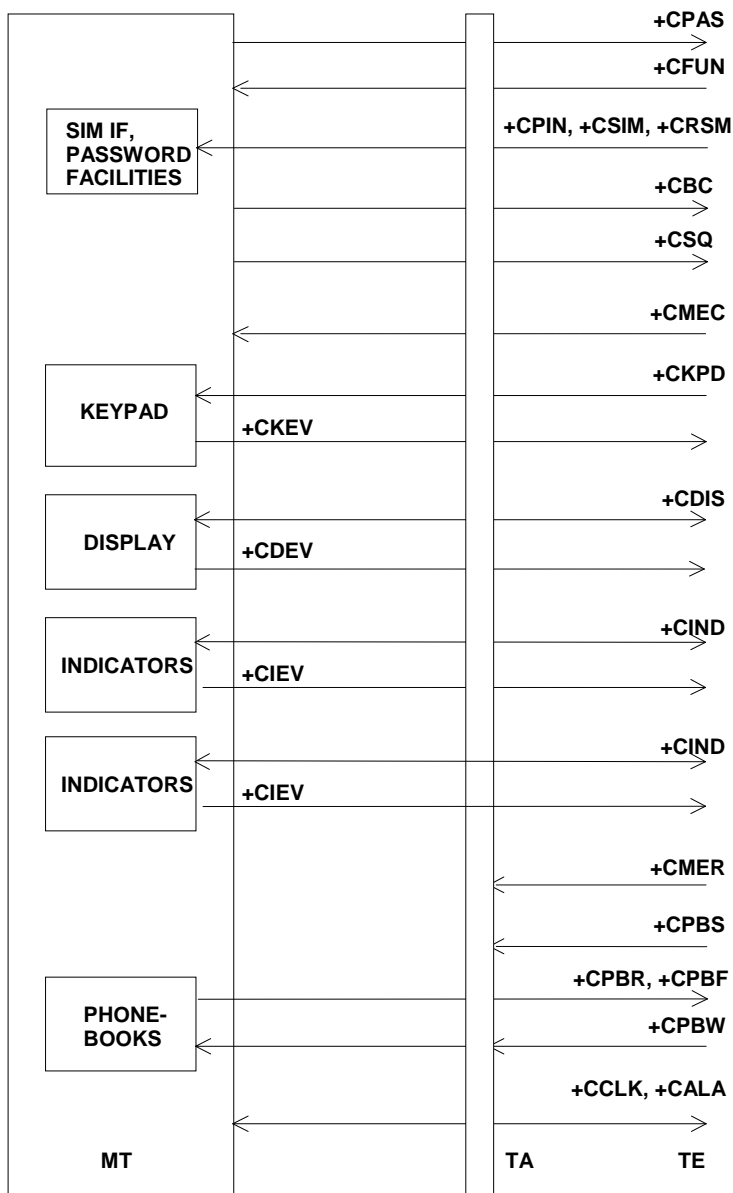 +CPAS
+CFUN
SIM IF,
PASSWORD
FACILITIES
+CPIN, +CSIM, +CRSM
+CBC
+CSQ
+CMEC
+CKPD
KEYPAD
+CKEV
+CDIS
DISPLAY
+CDEV
+CIND
INDICATORS
+CIEV
+CIND
INDICATORS
+CIEV
+CMER
+CPBS
+CPBR, +CPBF
PHONE-
BOOKS
+CPBW
+CCLK, +CALA
MT TA TE